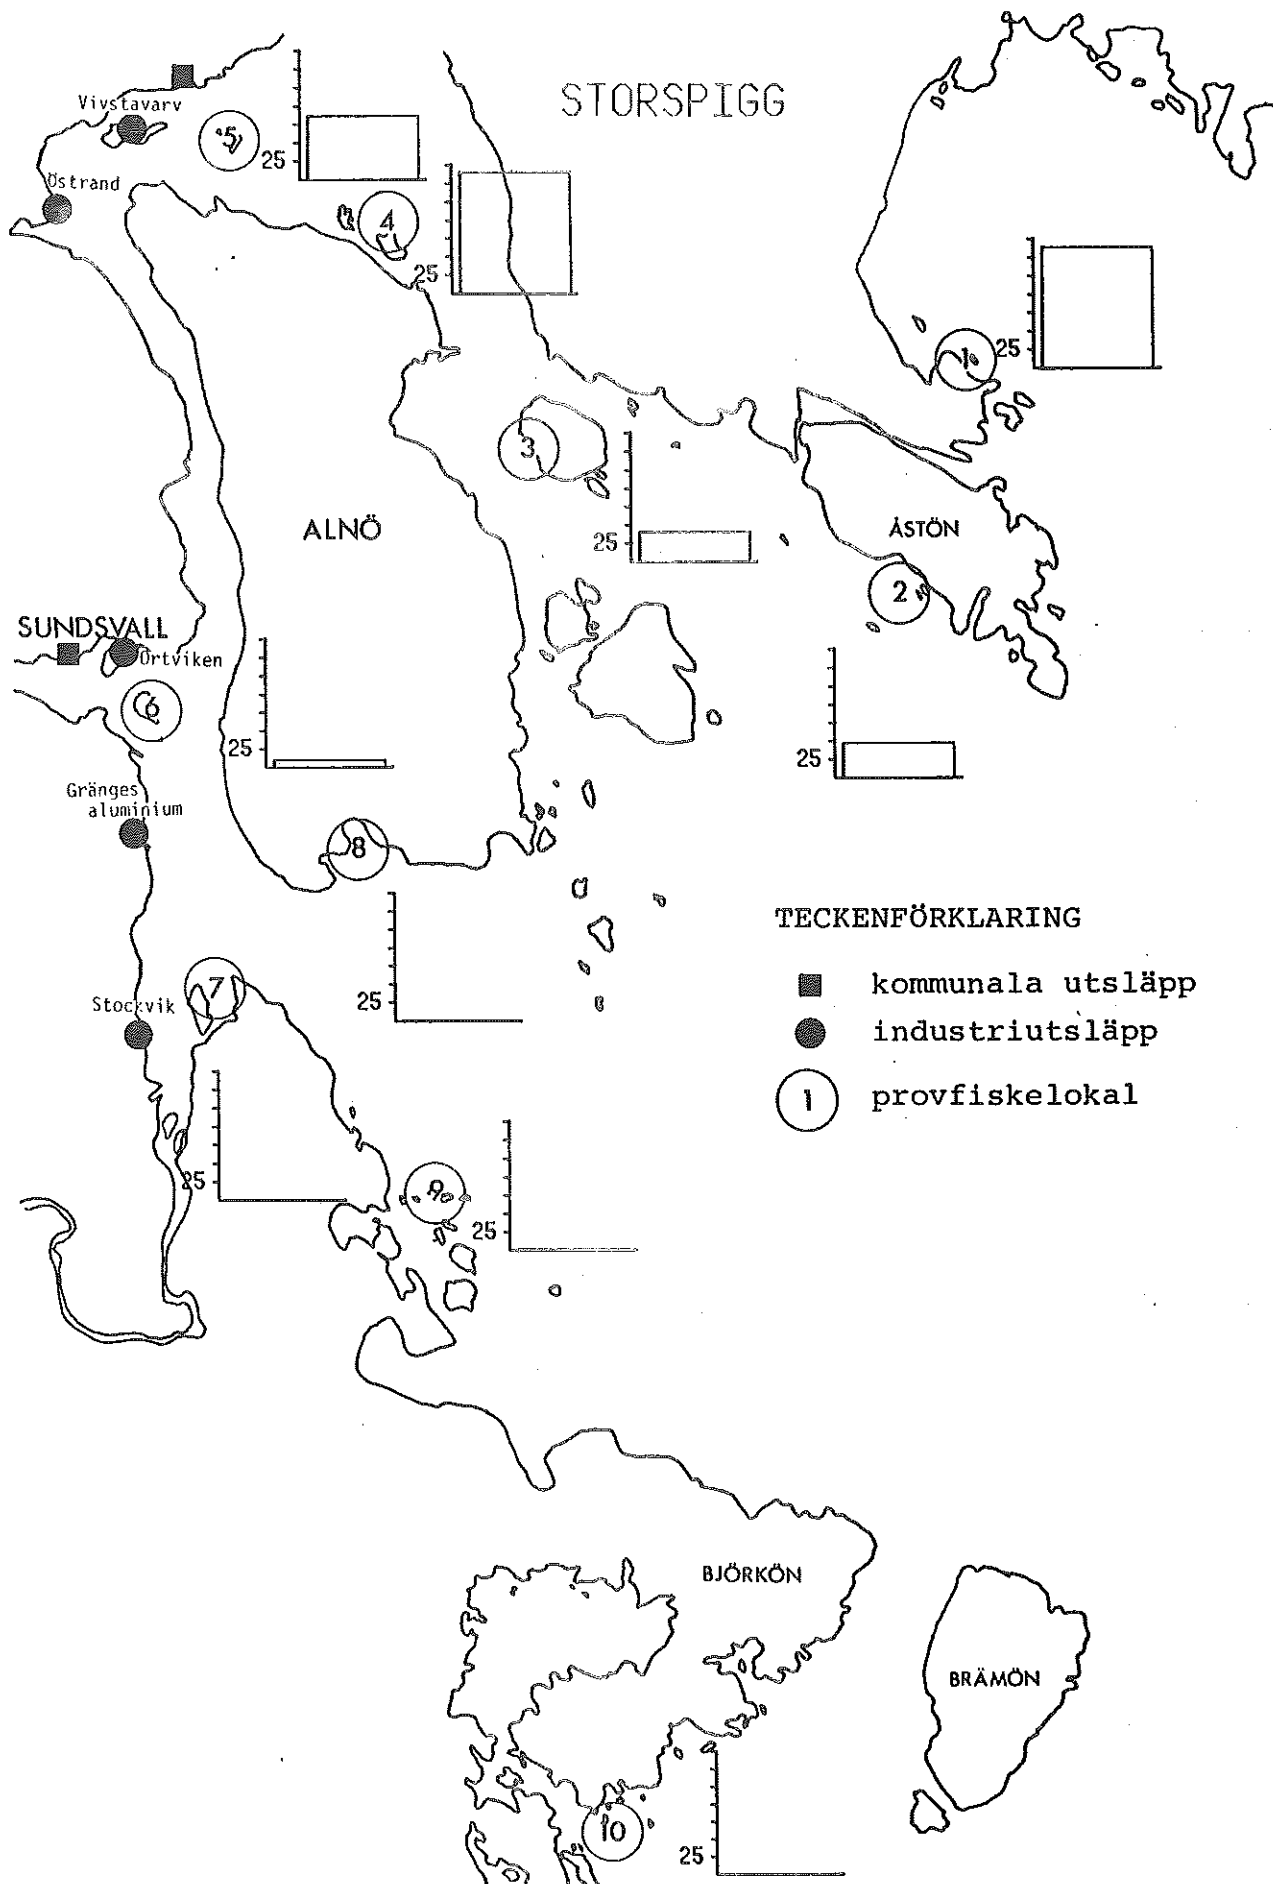 STORSPIGG
Vivstavarv
5
25
Östrand
4
25
1
25
3
25
ALNÖ
ÅSTÖN
2
25
SUNDSVALL
Ortviken
6
25
Gränges
aluminium
8
25
TECKENFÖRKLARING
kommunala utsläpp
industriutsläpp
1 provfiskelokal
7
Stockvik
25
9
25
BJÖRKÖN
BRÄMÖN
10
25